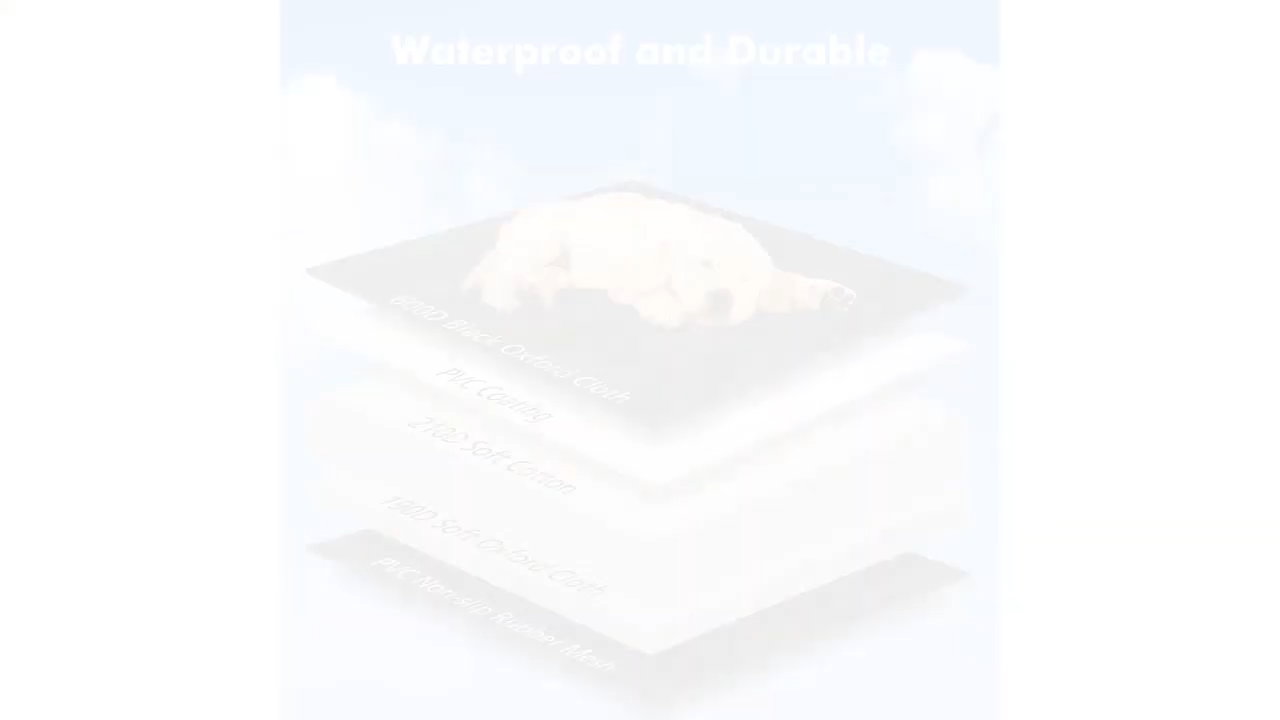 Waterproof and Durable
600D Black Oxford Cloth
PVC Coating
210D Soft Cotton
190D Soft Oxford Cloth
PVC Non-slip Rubber Mesh